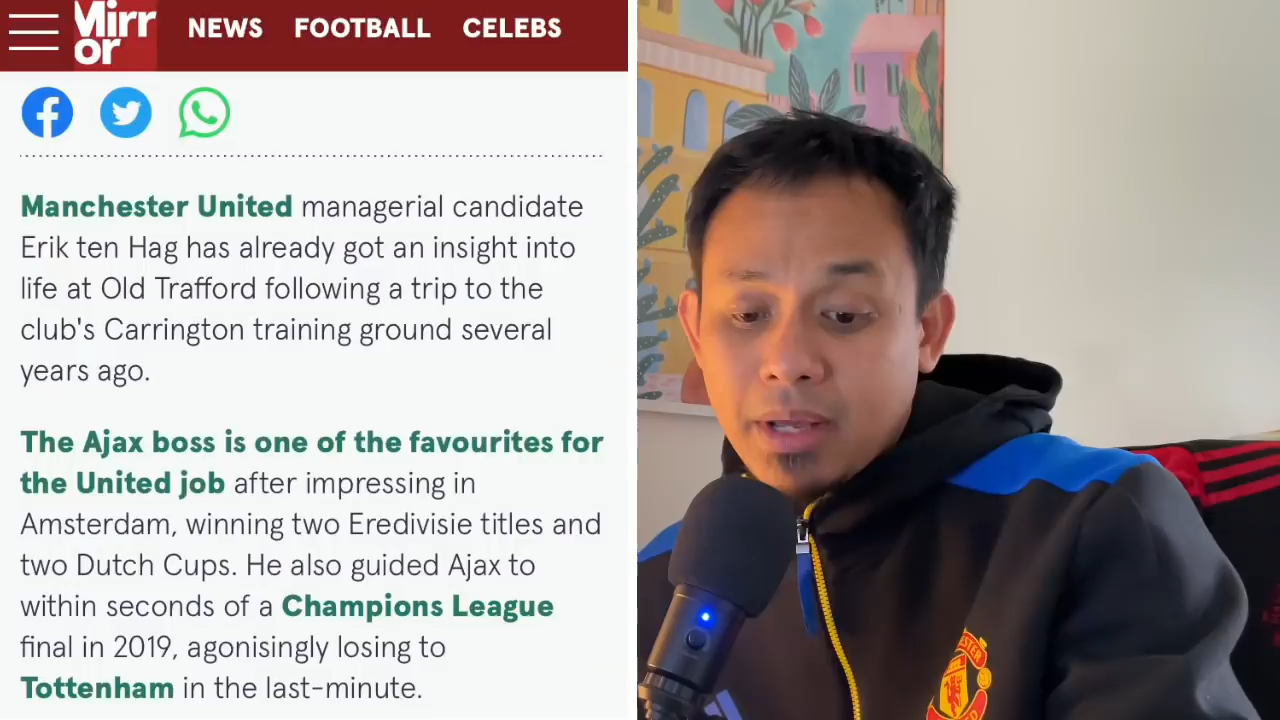 Mirr
or
NEWS FOOTBALL CELEBS
Manchester United managerial candidate
Erik ten Hag has already got an insight into
life at Old Trafford following a trip to the
club's Carrington training ground several
years ago.
The Ajax boss is one of the favourites for
the United job after impressing in
Amsterdam, winning two Eredivisie titles and
two Dutch Cups. He also guided Ajax to
within seconds of a Champions League
final in 2019, agonisingly losing to
Tottenham in the last-minute.